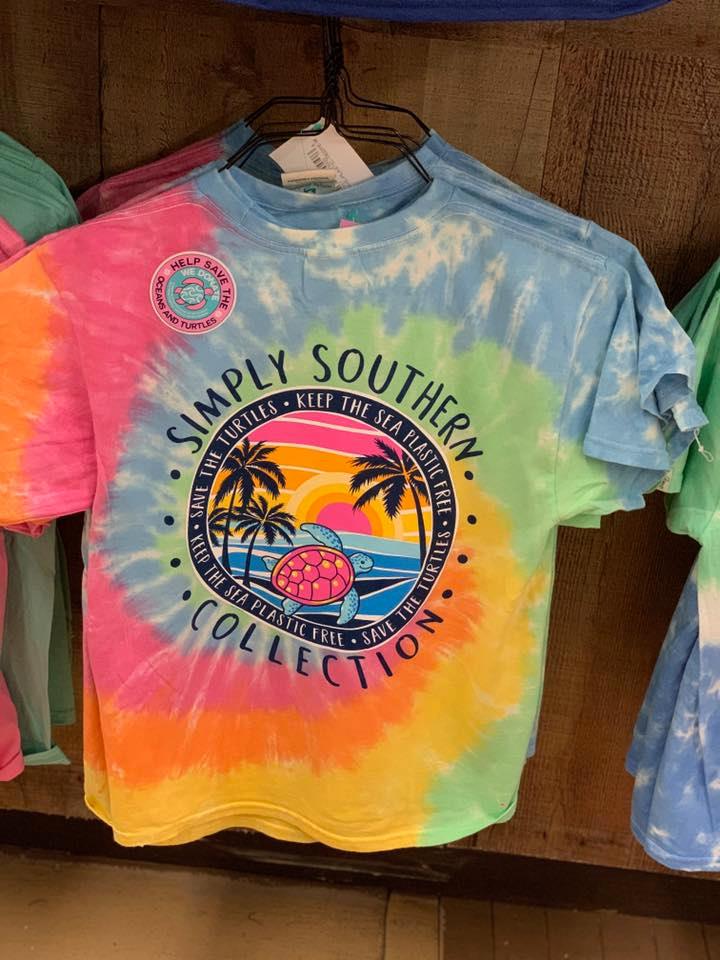 HELP SAVE THE
WE DONATE
OCEANS AND TURTLES
SIMPLY SOUTHERN
SAVE THE TURTLES • KEEP THE SEA PLASTIC FREE •
KEEP THE SEA PLASTIC FREE • SAVE THE TURTLES •
COLLECTION